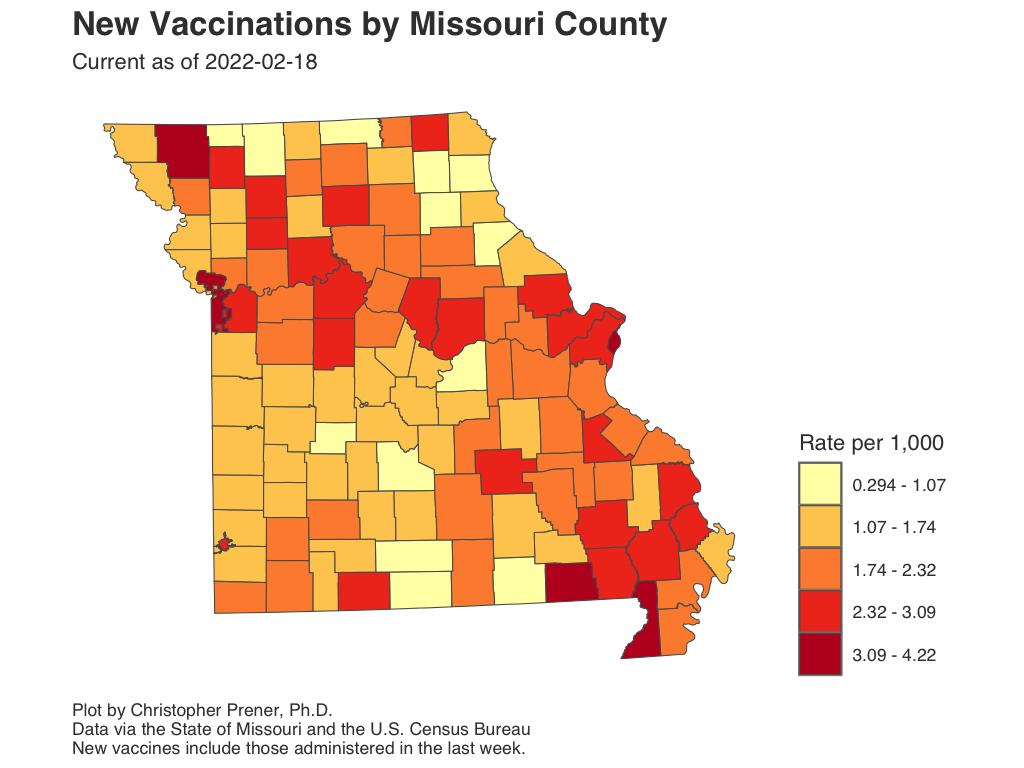 New Vaccinations by Missouri County
Current as of 2022-02-18
Rate per 1,000
0.294 - 1.07
1.07 - 1.74
1.74 - 2.32
2.32 - 3.09
3.09 - 4.22
Plot by Christopher Prener, Ph.D.
Data via the State of Missouri and the U.S. Census Bureau
New vaccines include those administered in the last week.